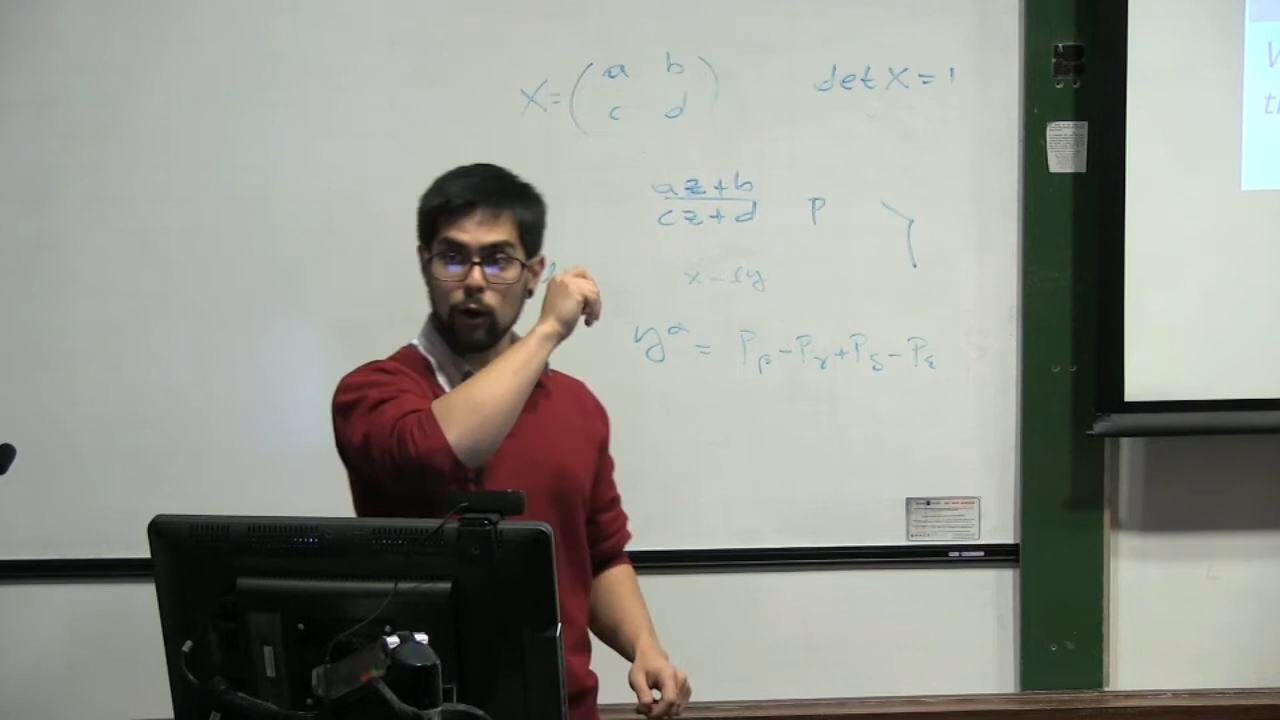 X = ( a b
c d ) det X = 1
az+b
cz+d P
x - iy
y^α = P_β - P_γ + P_δ - P_ε